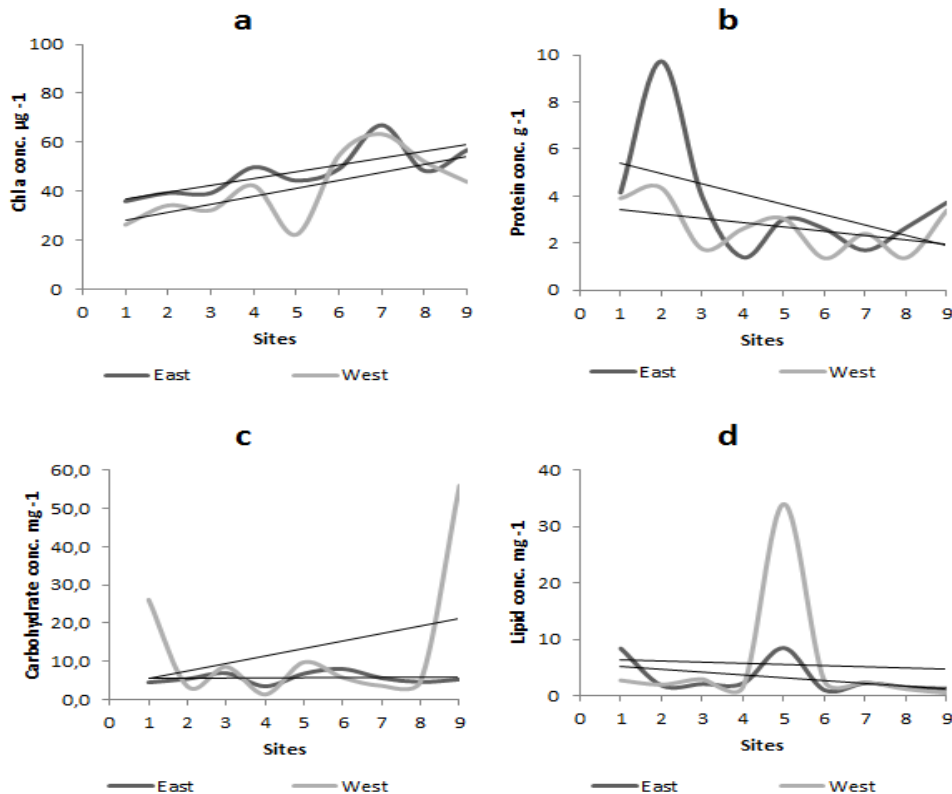 a
Chl a conc. µg -1
100
80
60
40
20
0
0 1 2 3 4 5 6 7 8 9
Sites
East West
b
Protein conc. g -1
10
8
6
4
2
0
0 1 2 3 4 5 6 7 8 9
Sites
East West
c
Carbohydrate conc. mg -1
60,0
50,0
40,0
30,0
20,0
10,0
0,0
0 1 2 3 4 5 6 7 8 9
Sites
East West
d
Lipid conc. mg -1
40
30
20
10
0
0 1 2 3 4 5 6 7 8 9
Sites
East West